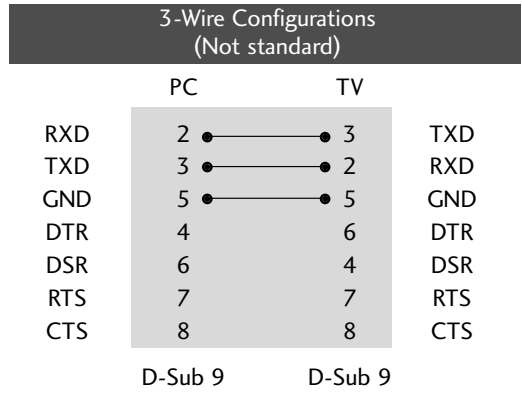 3-Wire Configurations
(Not standard)
PC TV
RXD 2 3 TXD
TXD 3 2 RXD
GND 5 5 GND
DTR 4 6 DTR
DSR 6 4 DSR
RTS 7 7 RTS
CTS 8 8 CTS
D-Sub 9 D-Sub 9